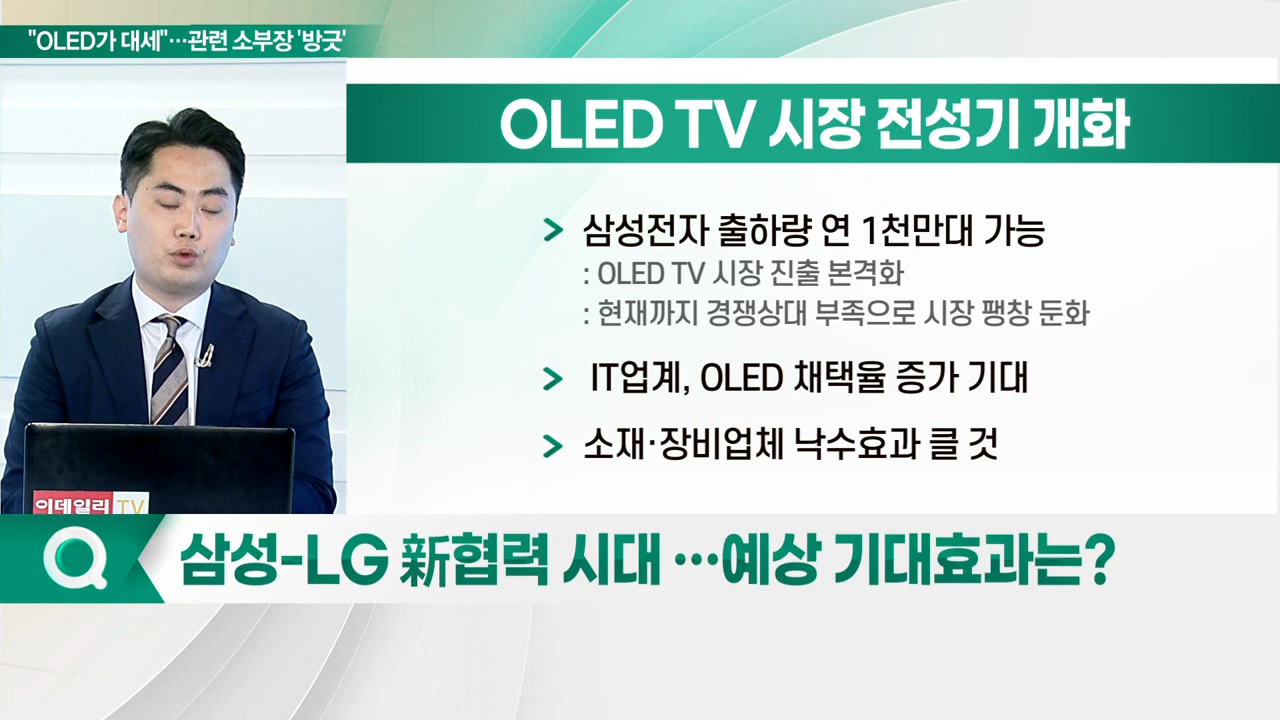 "OLED가 대세"…관련 소부장 '방긋'
OLED TV 시장 전성기 개화
삼성전자 출하량 연 1천만대 가능
: OLED TV 시장 진출 본격화
: 현재까지 경쟁상대 부족으로 시장 팽창 둔화
IT업계, OLED 채택율 증가 기대
소재·장비업체 낙수효과 클 것
이데일리 TV
Q 삼성-LG 新협력 시대 …예상 기대효과는?